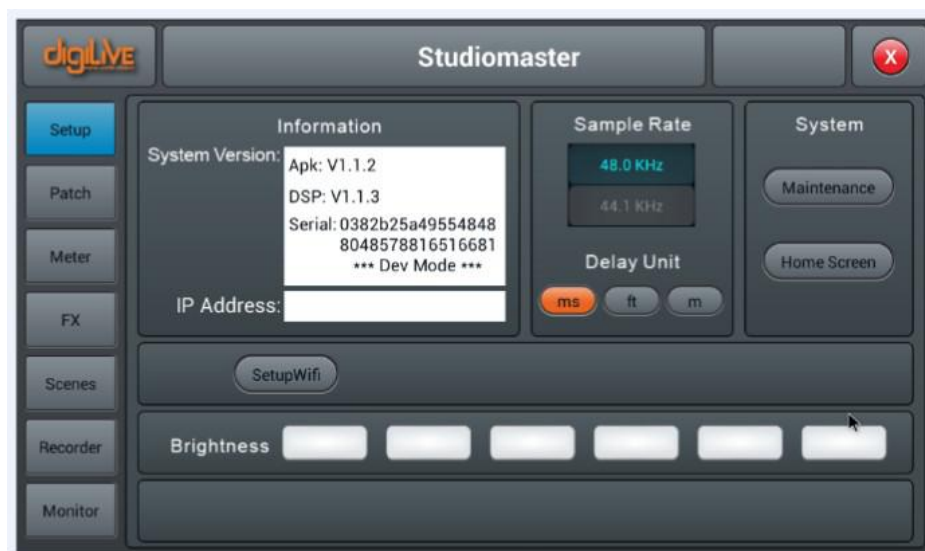 digiLiVE
Studiomaster
X
Setup
Patch
Meter
FX
Scenes
Recorder
Monitor
Information
System Version:
Apk: V1.1.2
DSP: V1.1.3
Serial: 0382b25a49554848
8048578816516681
*** Dev Mode ***
IP Address:
Sample Rate
48.0 KHz
44.1 KHz
Delay Unit
ms ft m
System
Maintenance
Home Screen
SetupWifi
Brightness